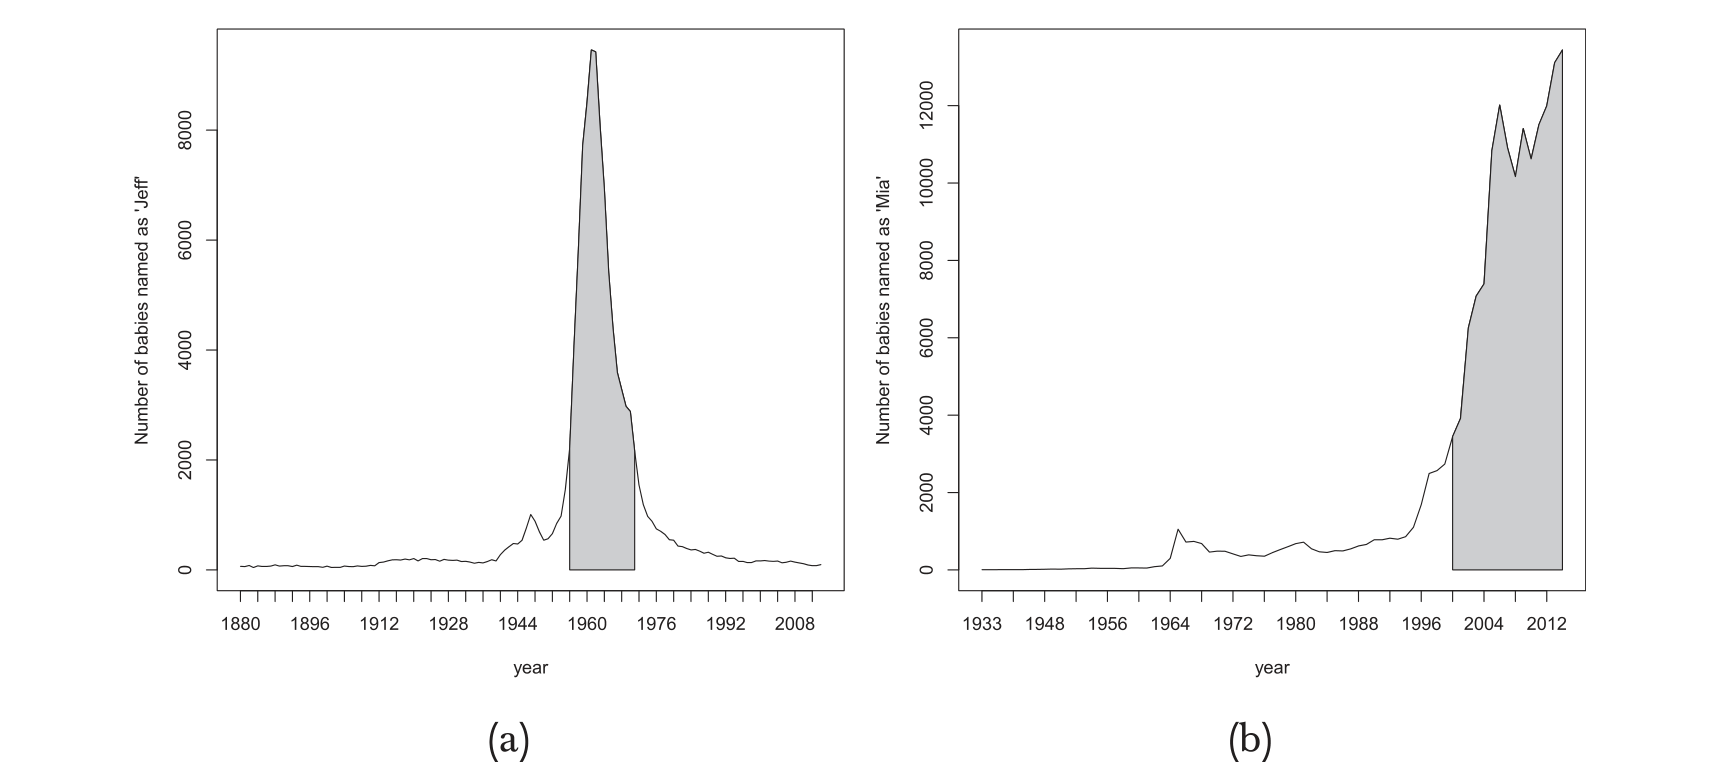 Number of babies named as 'Jeff'
8000
6000
4000
2000
0
1880 1896 1912 1928 1944 1960 1976 1992 2008
year
(a)
Number of babies named as 'Mia'
12000
10000
8000
6000
4000
2000
0
1933 1948 1956 1964 1972 1980 1988 1996 2004 2012
year
(b)